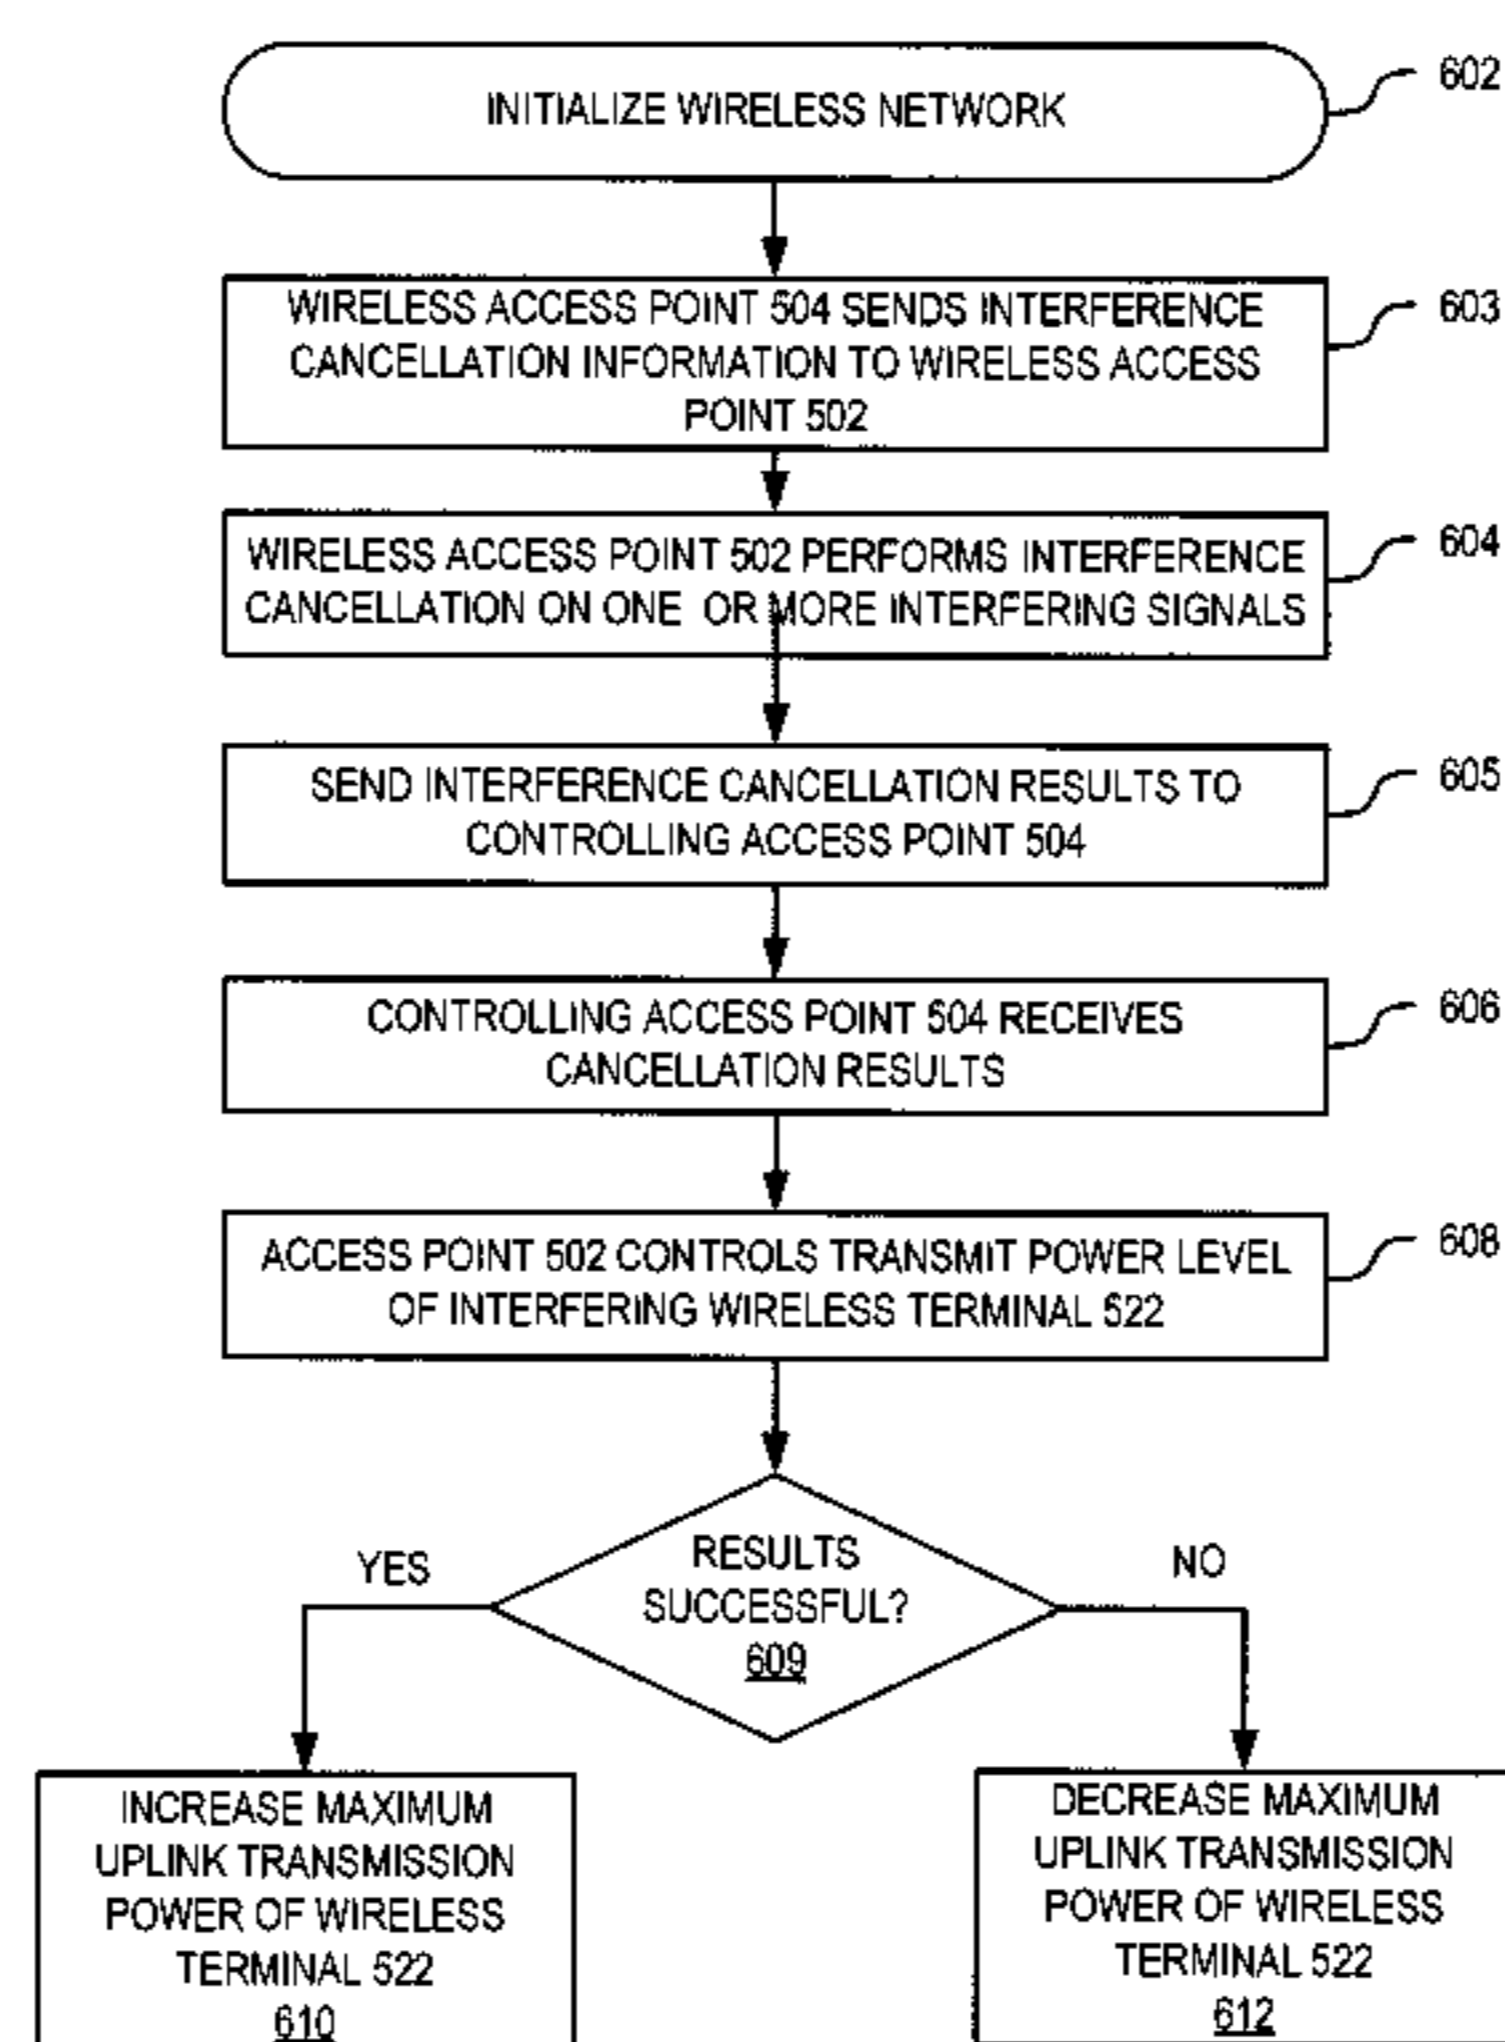 INITIALIZE WIRELESS NETWORK
602
WIRELESS ACCESS POINT 504 SENDS INTERFERENCE
CANCELLATION INFORMATION TO WIRELESS ACCESS
POINT 502
603
WIRELESS ACCESS POINT 502 PERFORMS INTERFERENCE
CANCELLATION ON ONE OR MORE INTERFERING SIGNALS
604
SEND INTERFERENCE CANCELLATION RESULTS TO
CONTROLLING ACCESS POINT 504
605
CONTROLLING ACCESS POINT 504 RECEIVES
CANCELLATION RESULTS
606
ACCESS POINT 502 CONTROLS TRANSMIT POWER LEVEL
OF INTERFERING WIRELESS TERMINAL 522
608
RESULTS
SUCCESSFUL?
609
YES
NO
INCREASE MAXIMUM
UPLINK TRANSMISSION
POWER OF WIRELESS
TERMINAL 522
610
DECREASE MAXIMUM
UPLINK TRANSMISSION
POWER OF WIRELESS
TERMINAL 522
612